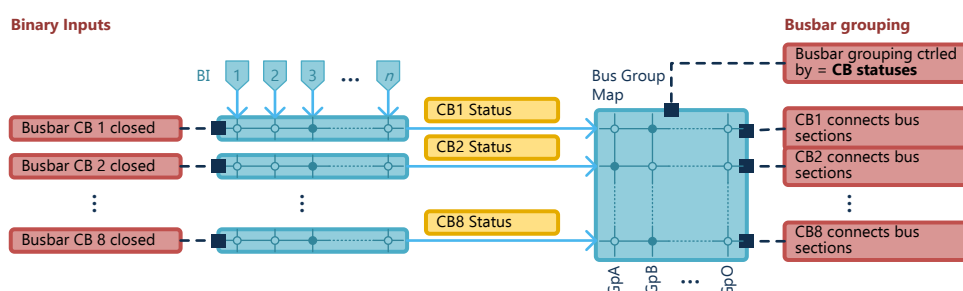 Binary Inputs
Busbar grouping
BI
1
2
3
...
n
Bus Group
Map
Busbar grouping ctrled
by = CB statuses
CB1 Status
Busbar CB 1 closed
CB1 connects bus
sections
CB2 Status
Busbar CB 2 closed
CB2 connects bus
sections
CB8 Status
Busbar CB 8 closed
CB8 connects bus
sections
GpA
GpB
...
GpO